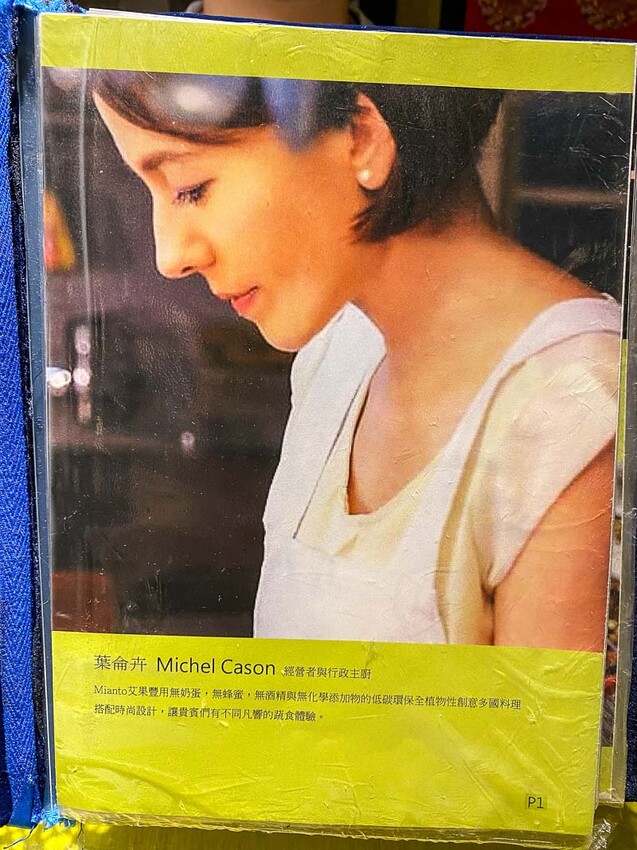 葉侖卉 Michel Cason 經營者與行政主廚
Mianto艾果豐用無奶蛋，無蜂蜜，無酒精與無化學添加物的低碳環保全植物性創意多國料理
搭配時尚設計，讓貴賓們有不同凡響的蔬食體驗。
P1